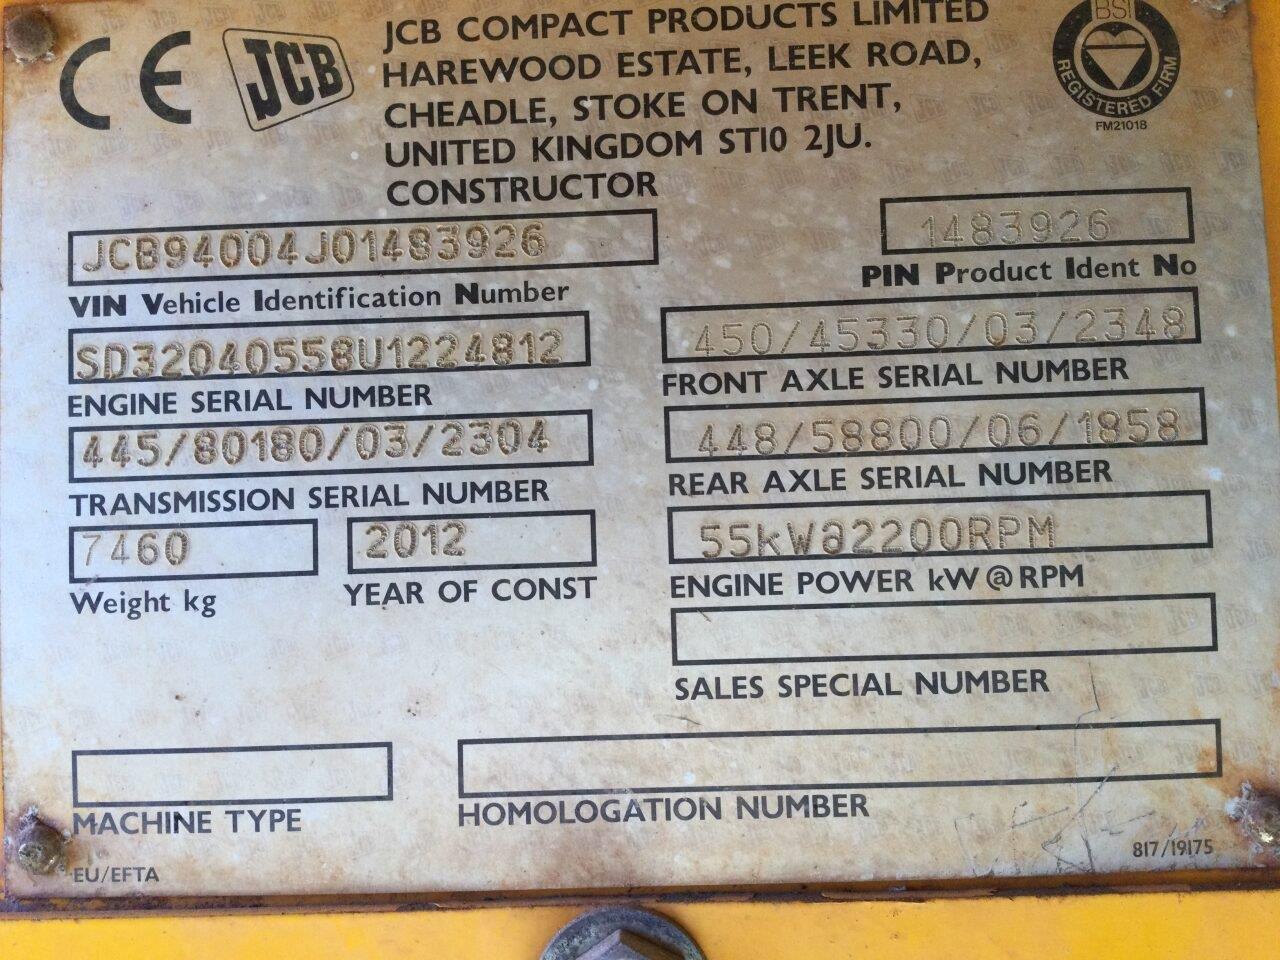 CE JCB JCB COMPACT PRODUCTS LIMITED
HAREWOOD ESTATE, LEEK ROAD,
CHEADLE, STOKE ON TRENT,
UNITED KINGDOM ST10 2JU.
CONSTRUCTOR
BSI
REGISTERED FIRM
FM21018
JCB94004J01483926
VIN Vehicle Identification Number
1483926
PIN Product Ident No
SD32040558U1224812
ENGINE SERIAL NUMBER
450/45330/03/2348
FRONT AXLE SERIAL NUMBER
445/80180/03/2304
TRANSMISSION SERIAL NUMBER
448/58800/06/1858
REAR AXLE SERIAL NUMBER
7460
Weight kg
2012
YEAR OF CONST
55kW@2200RPM
ENGINE POWER kW@RPM
SALES SPECIAL NUMBER
MACHINE TYPE
HOMOLOGATION NUMBER
EU/EFTA
817/19175